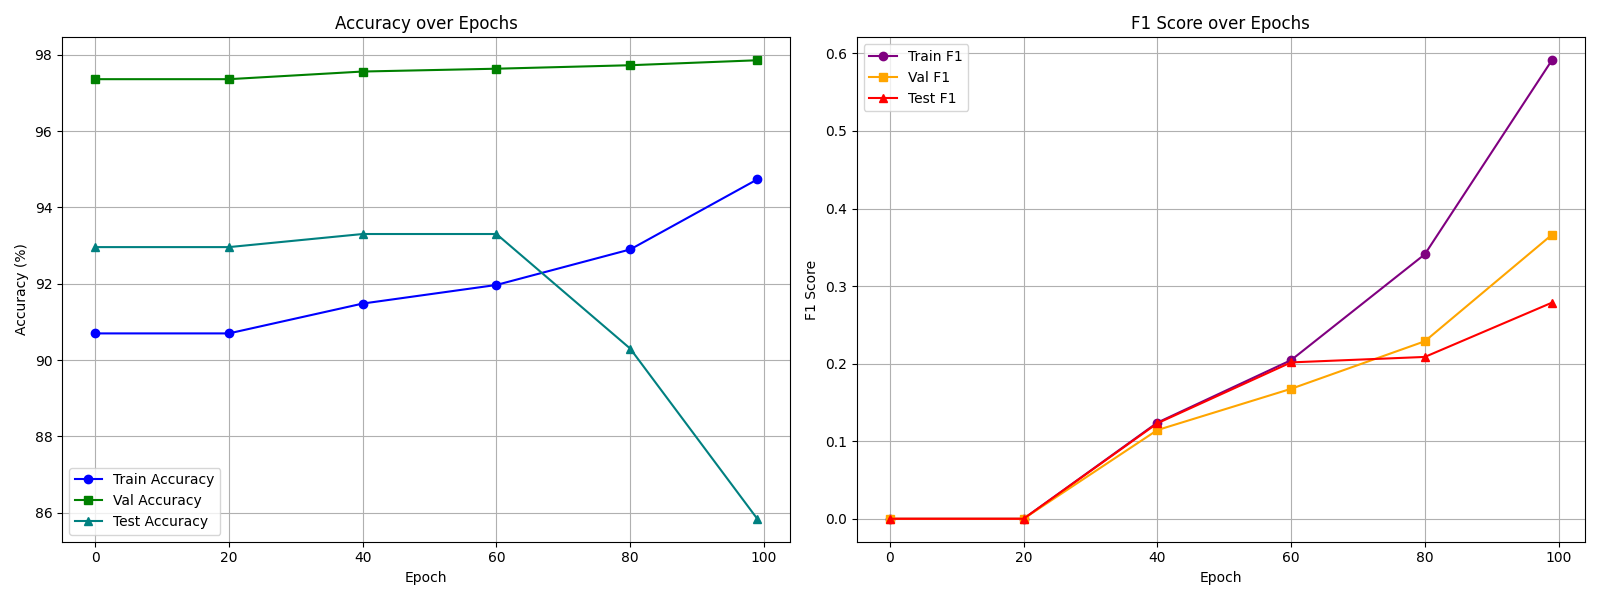 Accuracy over Epochs
98
96
94
92
90
88
86
Accuracy (%)
Train Accuracy
Val Accuracy
Test Accuracy
0 20 40 60 80 100
Epoch
F1 Score over Epochs
0.6
0.5
0.4
0.3
0.2
0.1
0.0
F1 Score
Train F1
Val F1
Test F1
0 20 40 60 80 100
Epoch